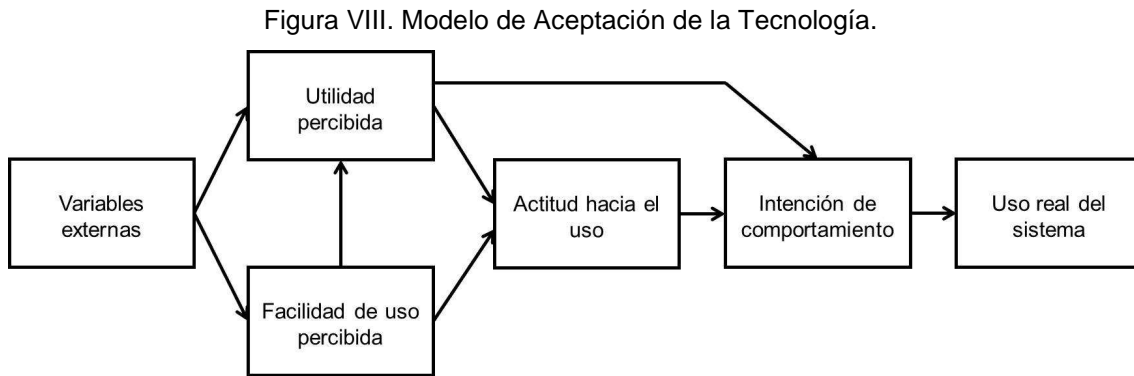 Figura VIII. Modelo de Aceptación de la Tecnología.
Utilidad
percibida
Variables
externas
Facilidad de uso
percibida
Actitud hacia el
uso
Intención de
comportamiento
Uso real del
sistema